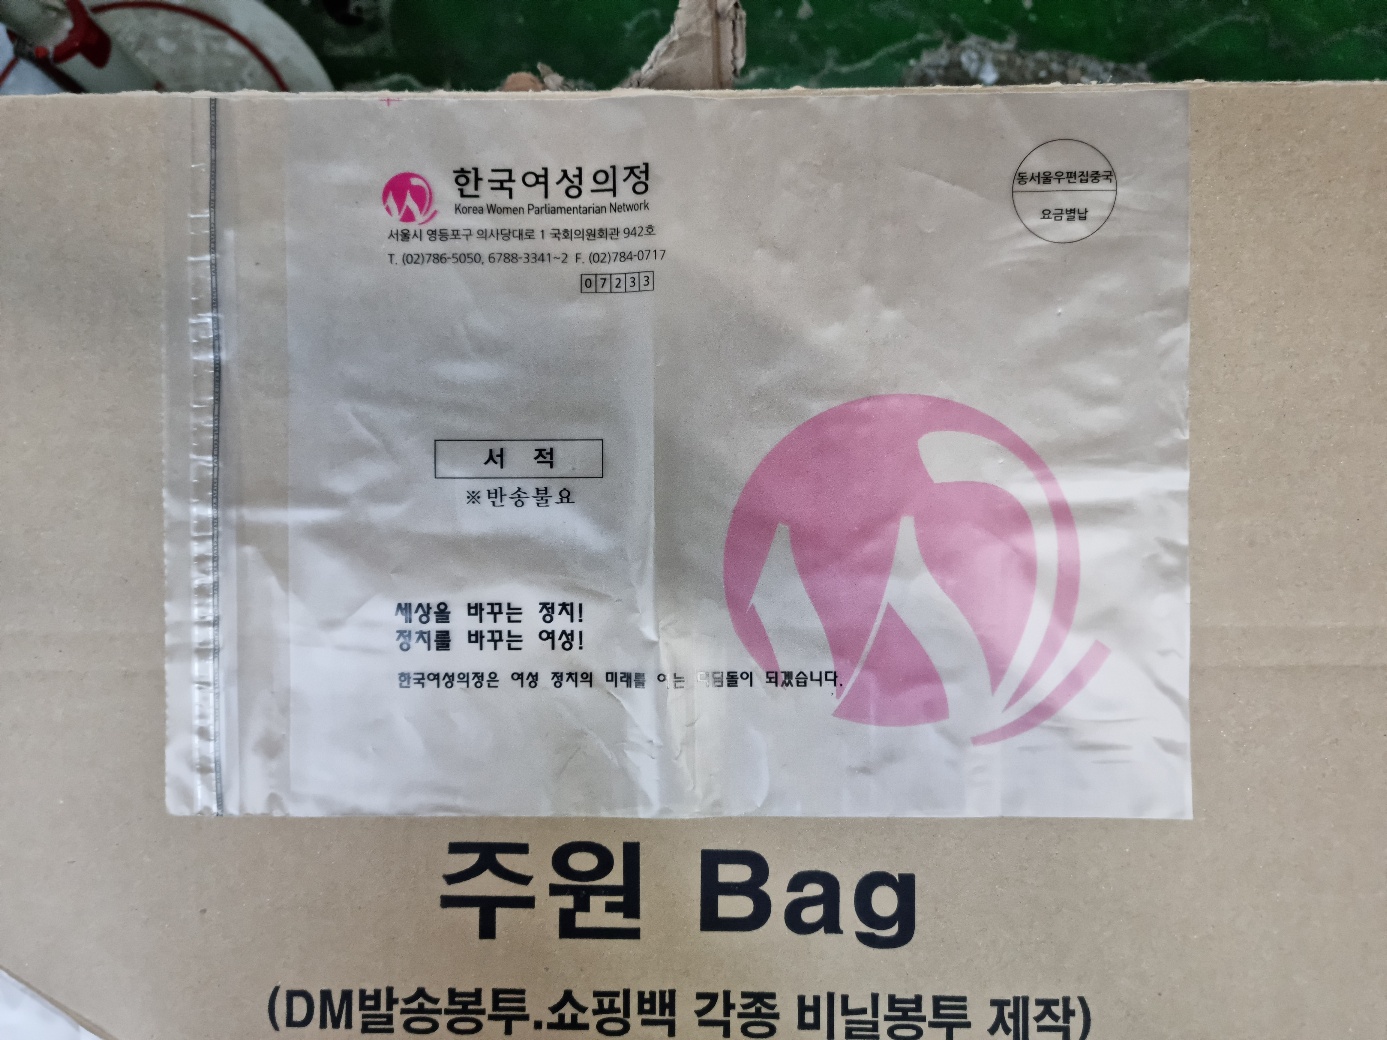 한국여성의정
Korea Women Parliamentarian Network
서울시 영등포구 의사당대로 1 국회의원회관 942호
T. (02)786-5050, 6788-3341~2 F. (02)784-0717
07233
동서울우편집중국
요금별납
서 적
※반송불요
세상을 바꾸는 정치!
정치를 바꾸는 여성!
한국여성의정은 여성 정치의 미래를 여는 되겠습니다.
주원 Bag
(DM발송봉투.쇼핑백 각종 비닐봉투 제작)